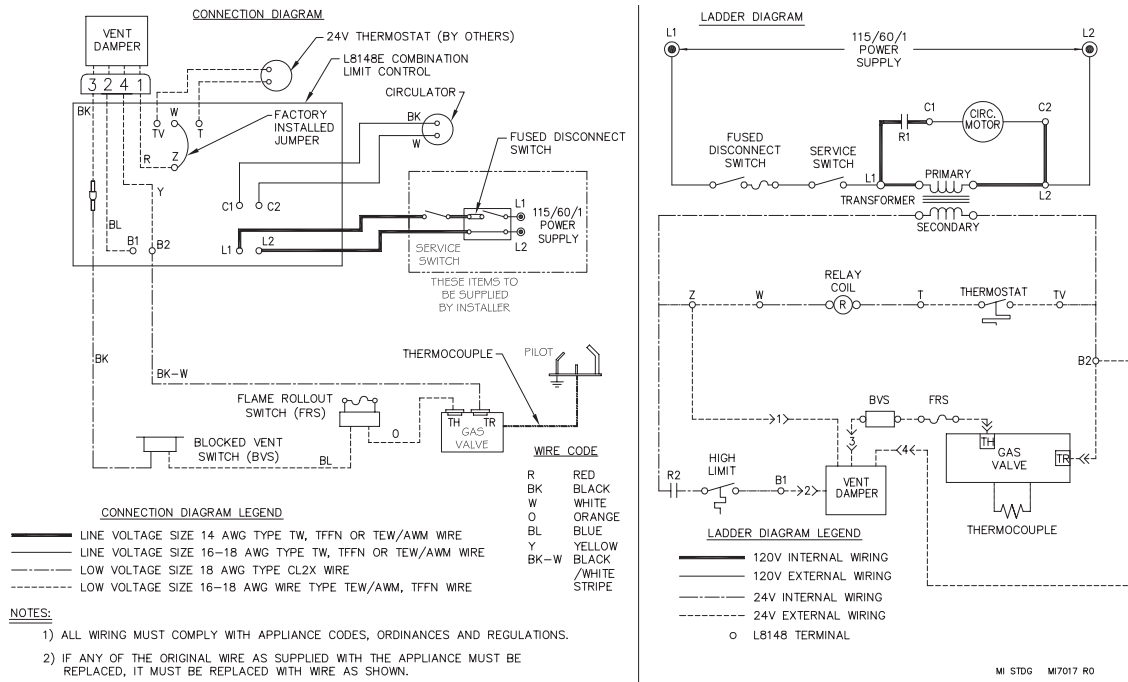 CONNECTION DIAGRAM
VENT
DAMPER
3 2 4 1
24V THERMOSTAT (BY OTHERS)
L8148E COMBINATION
LIMIT CONTROL
CIRCULATOR
BK
TV
W
T
FACTORY
INSTALLED
JUMPER
BK
W
R
Z
Y
FUSED DISCONNECT
SWITCH
C1
C2
BL
B1
B2
L1
L2
L1
115/60/1
POWER
SUPPLY
L2
SERVICE
SWITCH
THESE ITEMS TO
BE SUPPLIED
BY INSTALLER
BK
BK-W
THERMOCOUPLE
PILOT
FLAME ROLLOUT
SWITCH (FRS)
TH
TR
GAS
VALVE
O
BLOCKED VENT
SWITCH (BVS)
BL
WIRE CODE
R RED
BK BLACK
W WHITE
O ORANGE
BL BLUE
Y YELLOW
BK-W BLACK
/WHITE
STRIPE
CONNECTION DIAGRAM LEGEND
LINE VOLTAGE SIZE 14 AWG TYPE TW, TFFN OR TEW/AWM WIRE
LINE VOLTAGE SIZE 16-18 AWG TYPE TW, TFFN OR TEW/AWM WIRE
LOW VOLTAGE SIZE 18 AWG TYPE CL2X WIRE
LOW VOLTAGE SIZE 16-18 AWG WIRE TYPE TEW/AWM, TFFN WIRE
NOTES:
1) ALL WIRING MUST COMPLY WITH APPLIANCE CODES, ORDINANCES AND REGULATIONS.
2) IF ANY OF THE ORIGINAL WIRE AS SUPPLIED WITH THE APPLIANCE MUST BE
REPLACED, IT MUST BE REPLACED WITH WIRE AS SHOWN.
LADDER DIAGRAM
L1
115/60/1
POWER
SUPPLY
L2
C1
CIRC.
MOTOR
C2
R1
FUSED
DISCONNECT
SWITCH
SERVICE
SWITCH
L1
PRIMARY
L2
TRANSFORMER
SECONDARY
RELAY
COIL
Z
W
R
T
THERMOSTAT
TV
B2
BVS
FRS
1
3
4
TH
GAS
VALVE
TR
HIGH
LIMIT
R2
B1
2
VENT
DAMPER
THERMOCOUPLE
LADDER DIAGRAM LEGEND
120V INTERNAL WIRING
120V EXTERNAL WIRING
24V INTERNAL WIRING
24V EXTERNAL WIRING
L8148 TERMINAL
MI STDG MI7017 R0